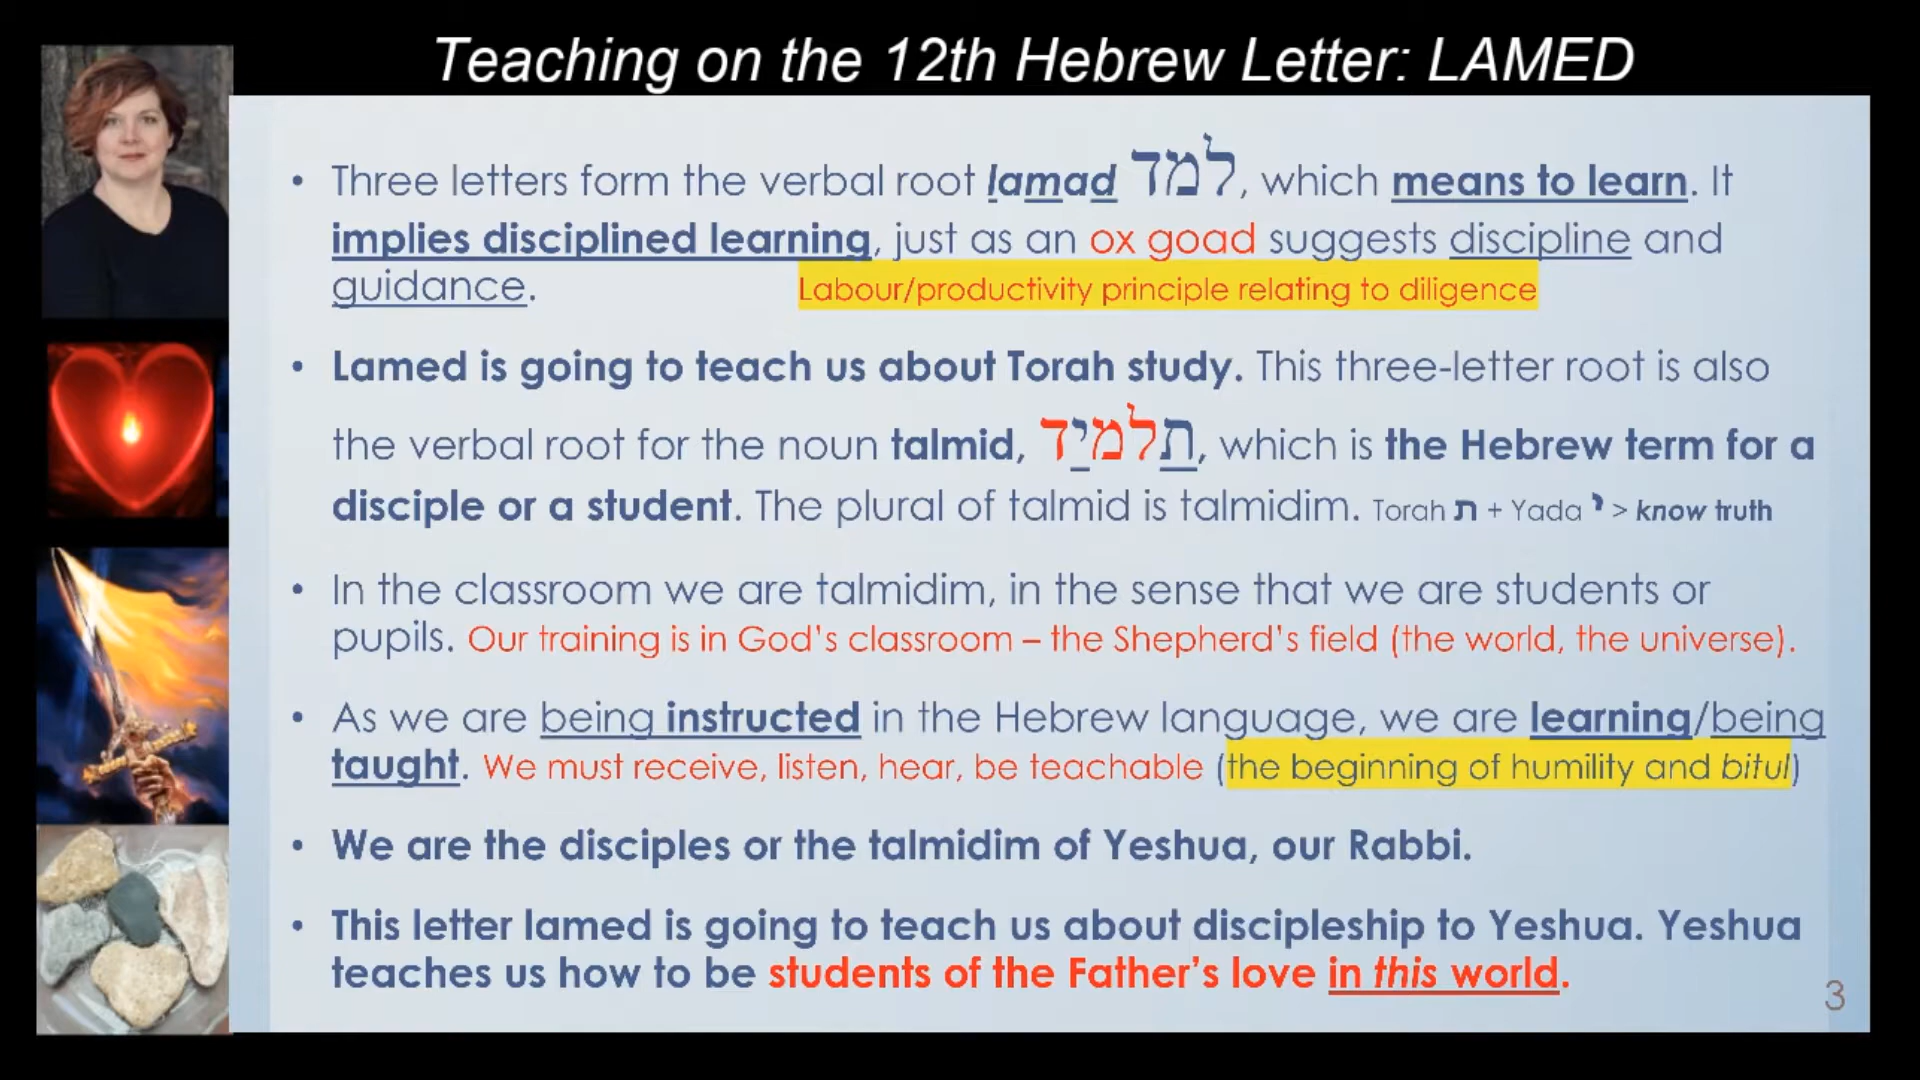 Teaching on the 12th Hebrew Letter: LAMED
• Three letters form the verbal root lamad למד, which means to learn. It
implies disciplined learning, just as an ox goad suggests discipline and
guidance. Labour/productivity principle relating to diligence
• Lamed is going to teach us about Torah study. This three-letter root is also
the verbal root for the noun talmid, תלמיד, which is the Hebrew term for a
disciple or a student. The plural of talmid is talmidim. Torah ת + Yada י > know truth
• In the classroom we are talmidim, in the sense that we are students or
pupils. Our training is in God's classroom – the Shepherd's field (the world, the universe).
• As we are being instructed in the Hebrew language, we are learning/being
taught. We must receive, listen, hear, be teachable (the beginning of humility and bitul)
• We are the disciples or the talmidim of Yeshua, our Rabbi.
• This letter lamed is going to teach us about discipleship to Yeshua. Yeshua
teaches us how to be students of the Father's love in this world.
3